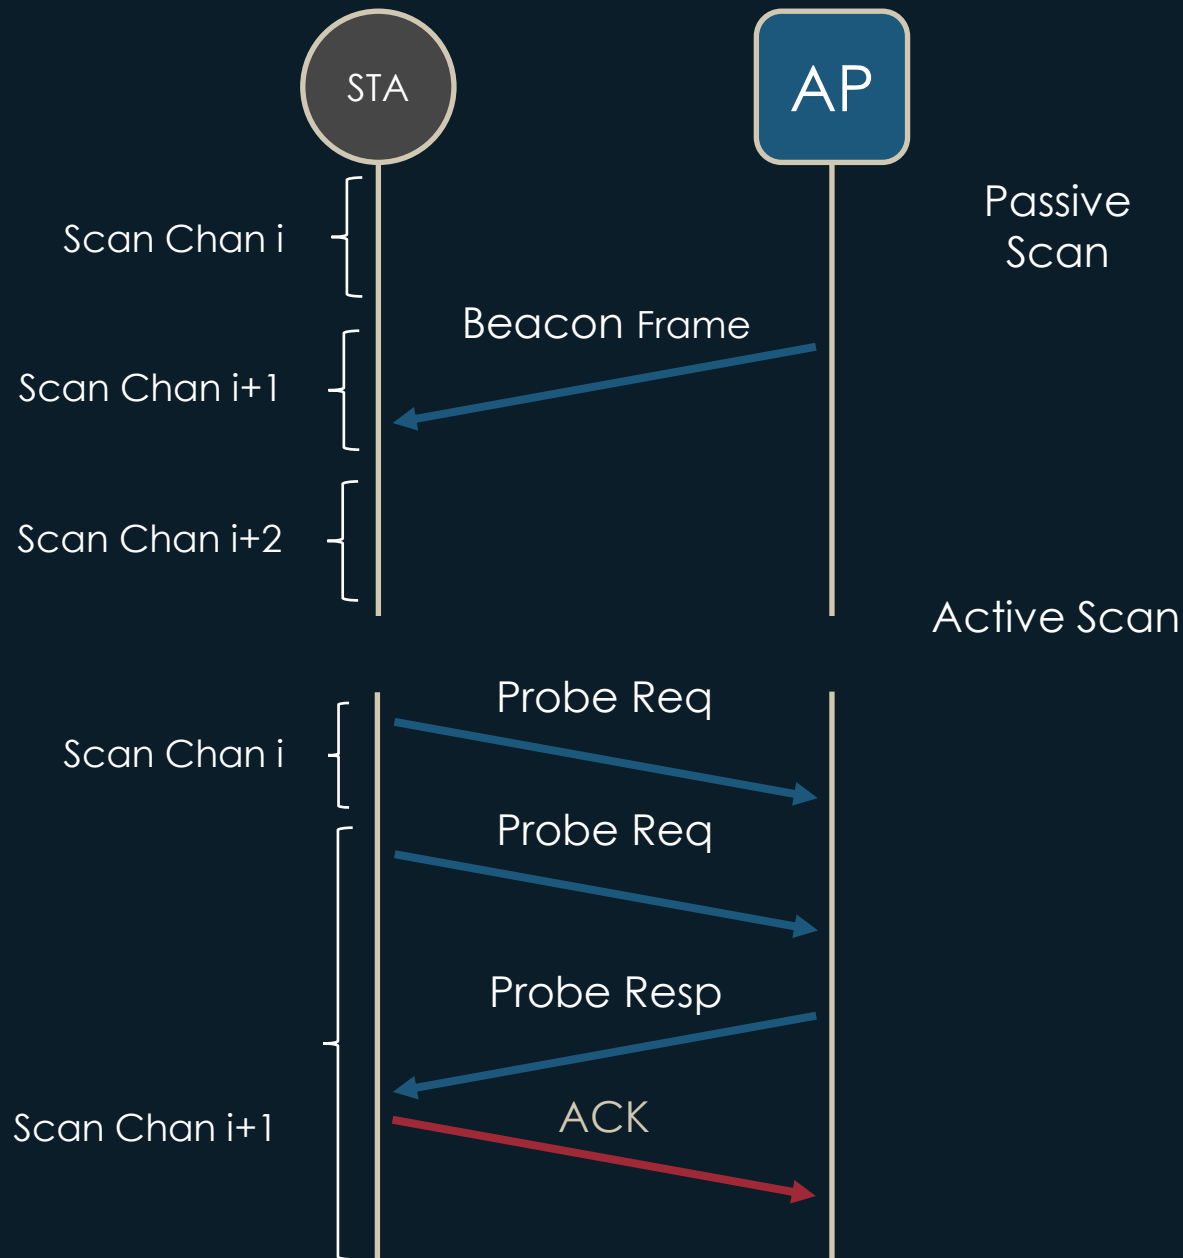 STA
AP
Passive
Scan
Scan Chan i
Beacon Frame
Scan Chan i+1
Scan Chan i+2
Active Scan
Probe Req
Scan Chan i
Probe Req
Probe Resp
ACK
Scan Chan i+1